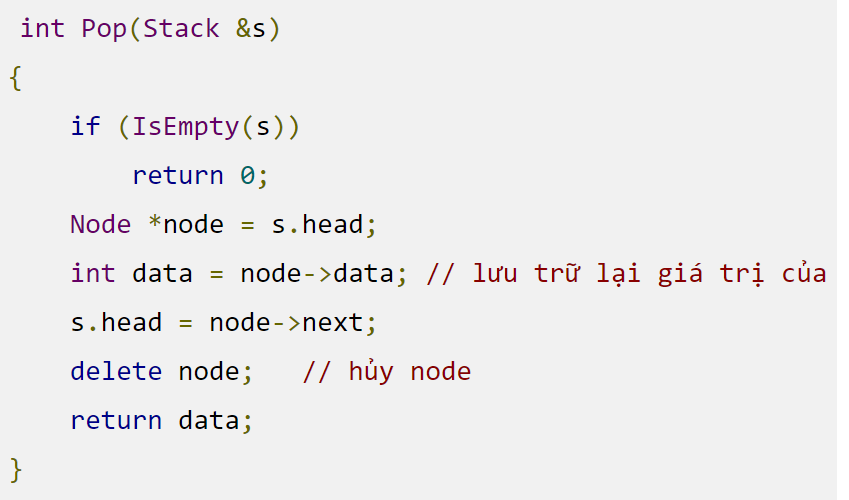 int Pop(Stack &s)
{
if (IsEmpty(s))
return 0;
Node *node = s.head;
int data = node->data; // lưu trữ lại giá trị của
s.head = node->next;
delete node; // hủy node
return data;
}